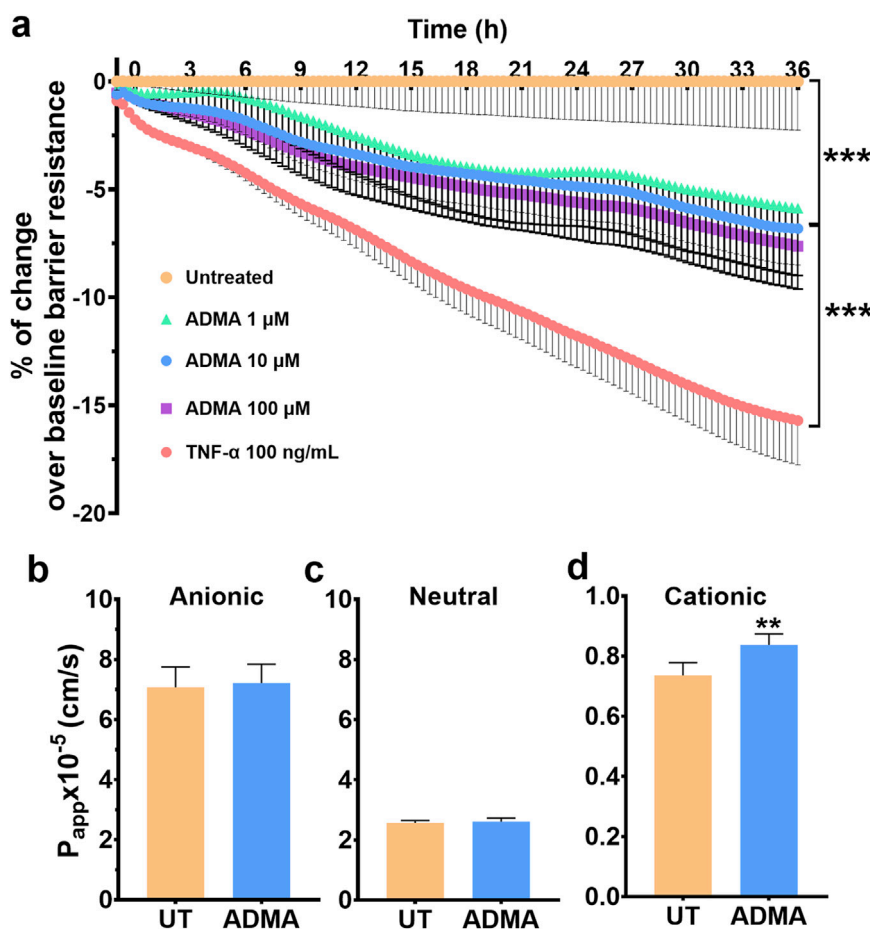 a
Time (h)
0 3 6 9 12 15 18 21 24 27 30 33 36
% of change
over baseline barrier resistance
0
-5
-10
-15
-20
Untreated
ADMA 1 μM
ADMA 10 μM
ADMA 100 μM
TNF-α 100 ng/mL
***
***
b
Anionic
c
Neutral
d
Cationic
Pappx10-5 (cm/s)
10
8
6
4
2
0
UT ADMA
10
8
6
4
2
0
UT ADMA
1.0
0.8
0.6
0.4
0.2
0.0
**
UT ADMA